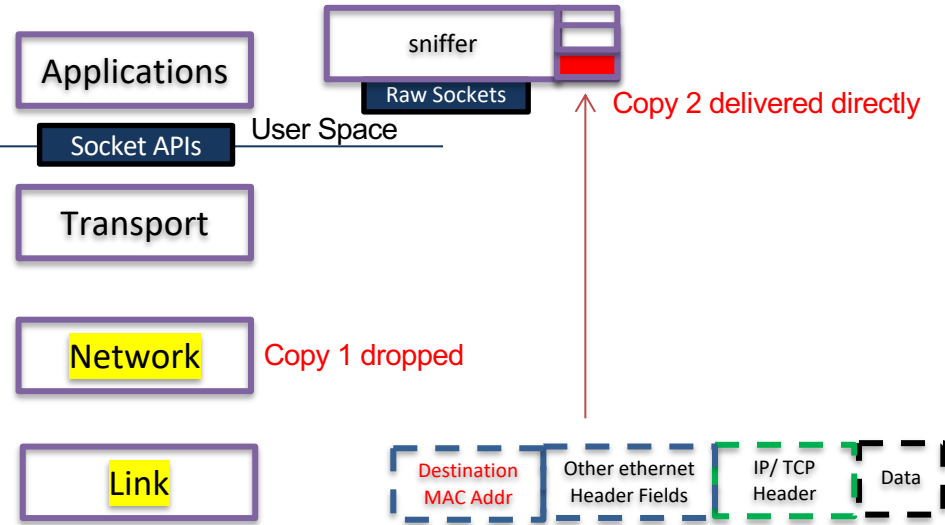 Applications
sniffer
Raw Sockets
Copy 2 delivered directly
User Space
Socket APIs
Transport
Network
Copy 1 dropped
Link
Destination
MAC Addr
Other ethernet
Header Fields
IP/ TCP
Header
Data